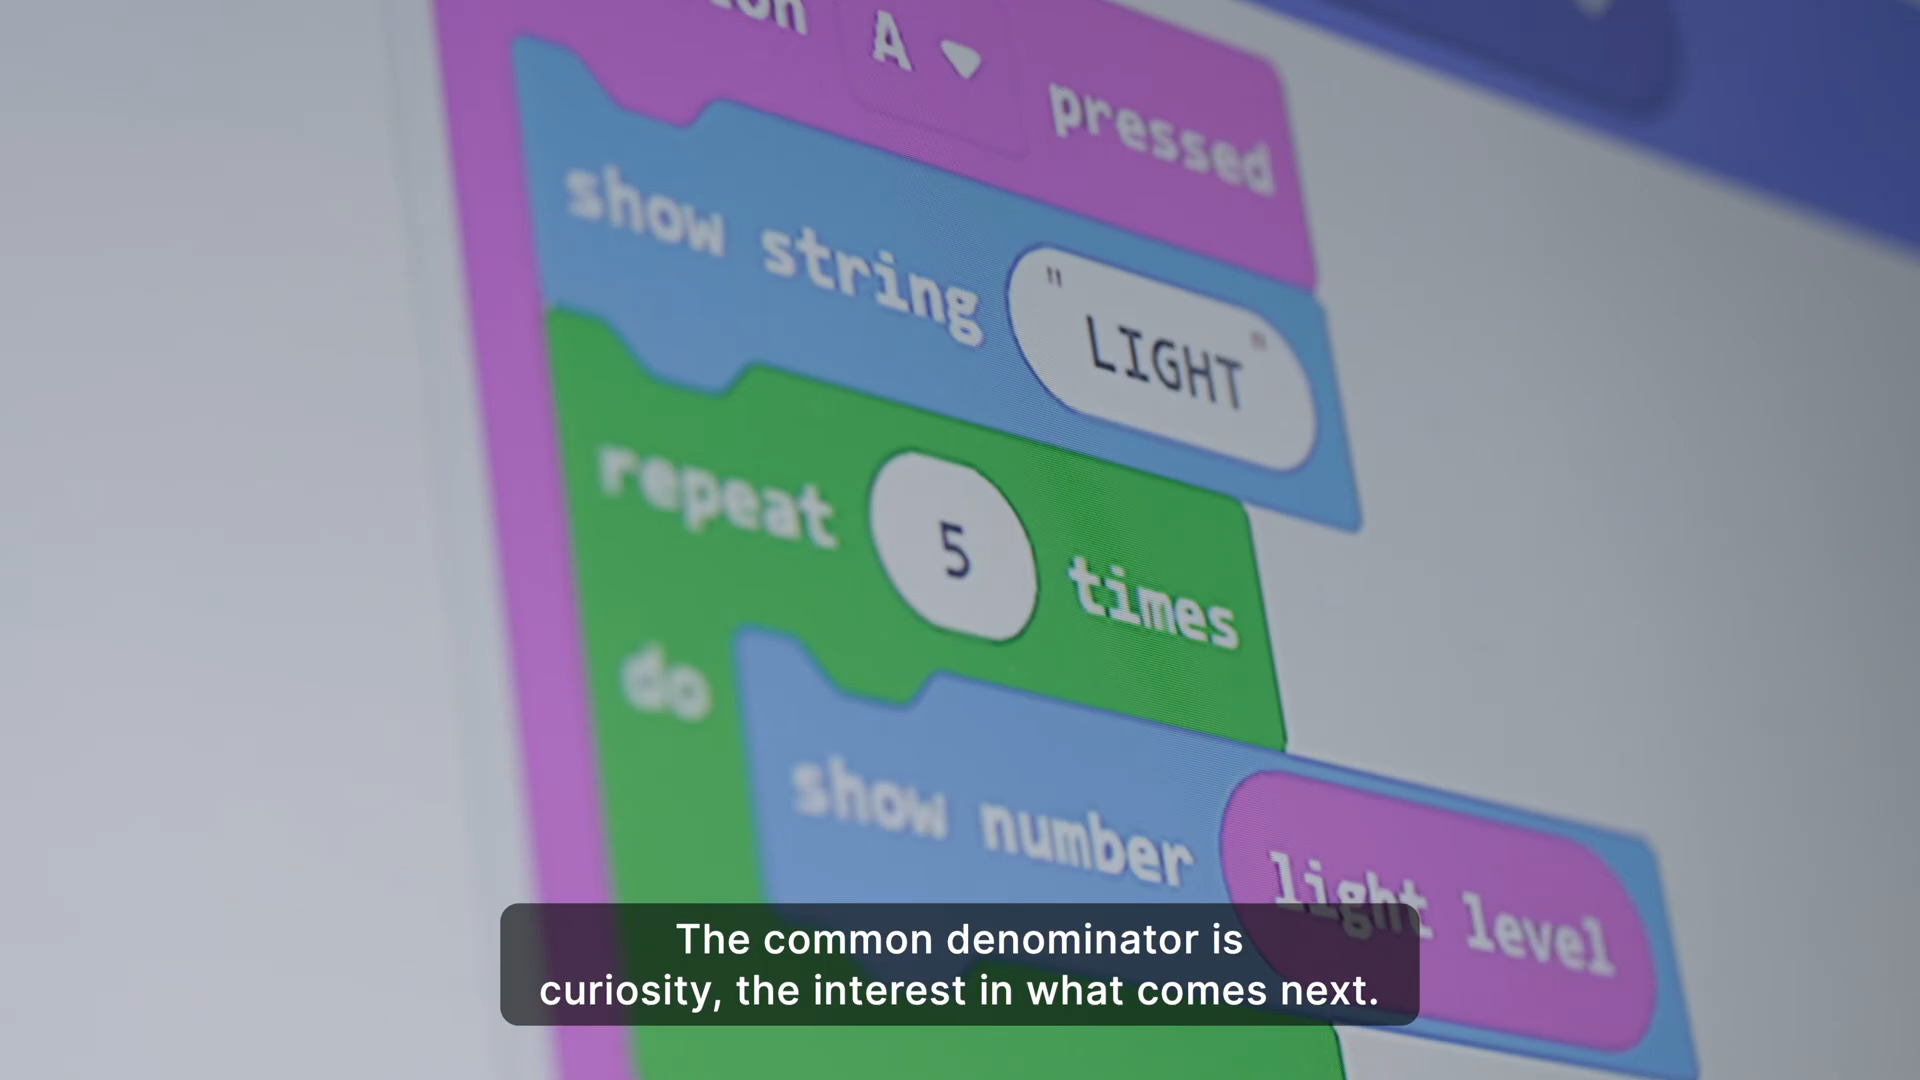 A pressed
show string " LIGHT "
repeat 5 times
do
show number light level
The common denominator is
curiosity, the interest in what comes next.